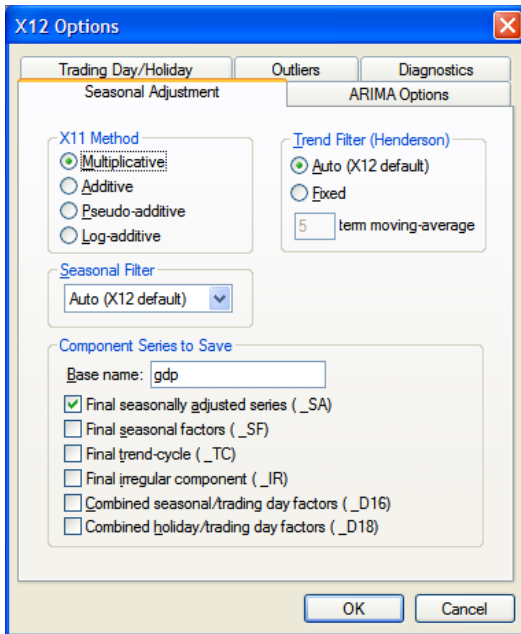 X12 Options
Trading Day/Holiday
Outliers
Diagnostics
Seasonal Adjustment
ARIMA Options
X11 Method
Multiplicative
Additive
Pseudo-additive
Log-additive
Trend Filter (Henderson)
Auto (X12 default)
Fixed
5 term moving-average
Seasonal Filter
Auto (X12 default)
Component Series to Save
Base name: gdp
Final seasonally adjusted series ( _SA)
Final seasonal factors ( _SF)
Final trend-cycle ( _TC)
Final irregular component ( _IR)
Combined seasonal/trading day factors ( _D16)
Combined holiday/trading day factors ( _D18)
OK
Cancel